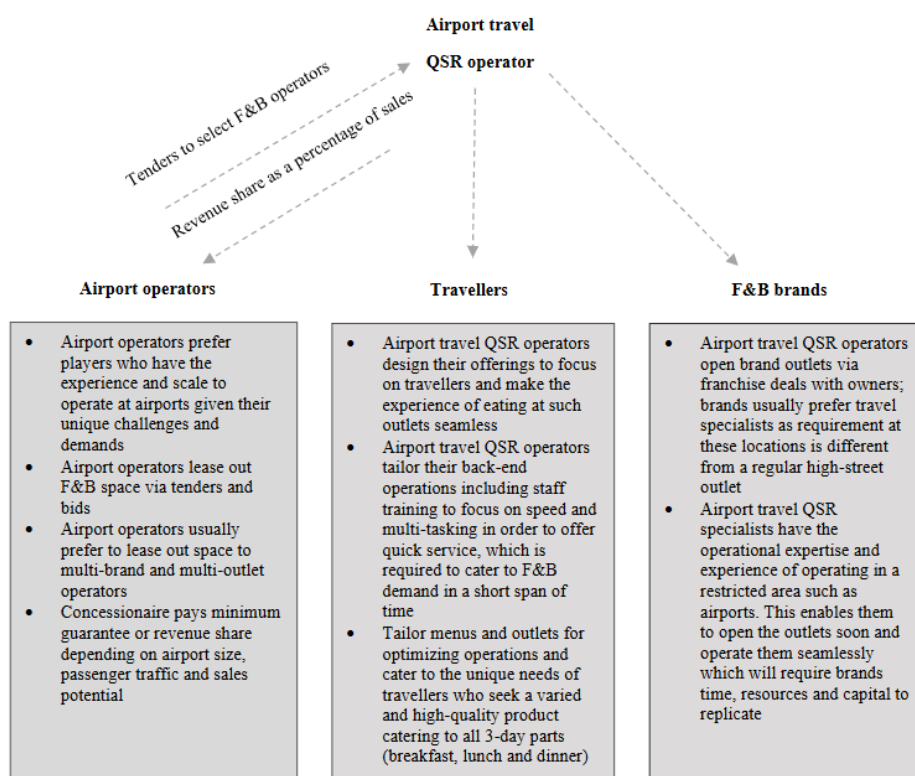 Airport travel
QSR operator
Tenders to select F&B operators
Revenue share as a percentage of sales
Airport operators
• Airport operators prefer
players who have the
experience and scale to
operate at airports given their
unique challenges and
demands
• Airport operators lease out
F&B space via tenders and
bids
• Airport operators usually
prefer to lease out space to
multi-brand and multi-outlet
operators
• Concessionaire pays minimum
guarantee or revenue share
depending on airport size,
passenger traffic and sales
potential
Travellers
• Airport travel QSR operators
design their offerings to focus
on travellers and make the
experience of eating at such
outlets seamless
• Airport travel QSR operators
tailor their back-end
operations including staff
training to focus on speed and
multi-tasking in order to offer
quick service, which is
required to cater to F&B
demand in a short span of
time
• Tailor menus and outlets for
optimizing operations and
cater to the unique needs of
travellers who seek a varied
and high-quality product
catering to all 3-day parts
(breakfast, lunch and dinner)
F&B brands
• Airport travel QSR operators
open brand outlets via
franchise deals with owners;
brands usually prefer travel
specialists as requirement at
these locations is different
from a regular high-street
outlet
• Airport travel QSR
specialists have the
operational expertise and
experience of operating in a
restricted area such as
airports. This enables them
to open the outlets soon and
operate them seamlessly
which will require brands
time, resources and capital to
replicate